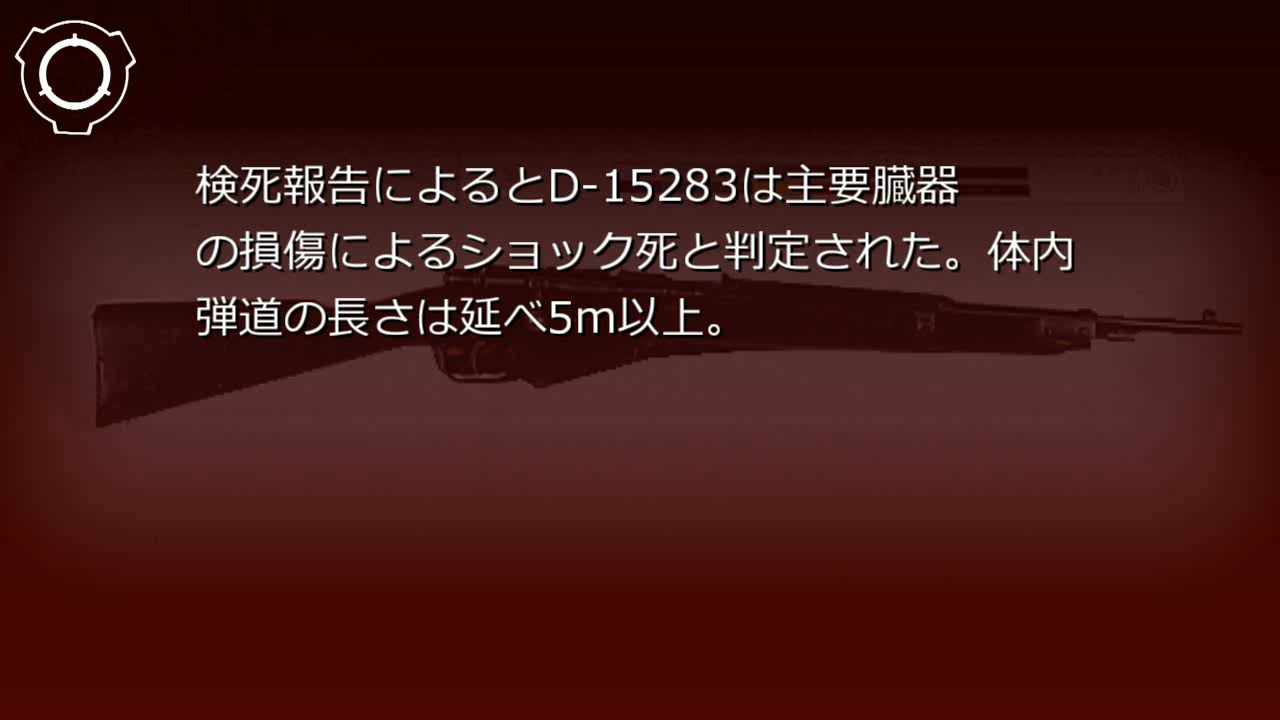 検死報告によるとD-15283は主要臓器
の損傷によるショック死と判定された。体内
弾道の長さは延べ5m以上。